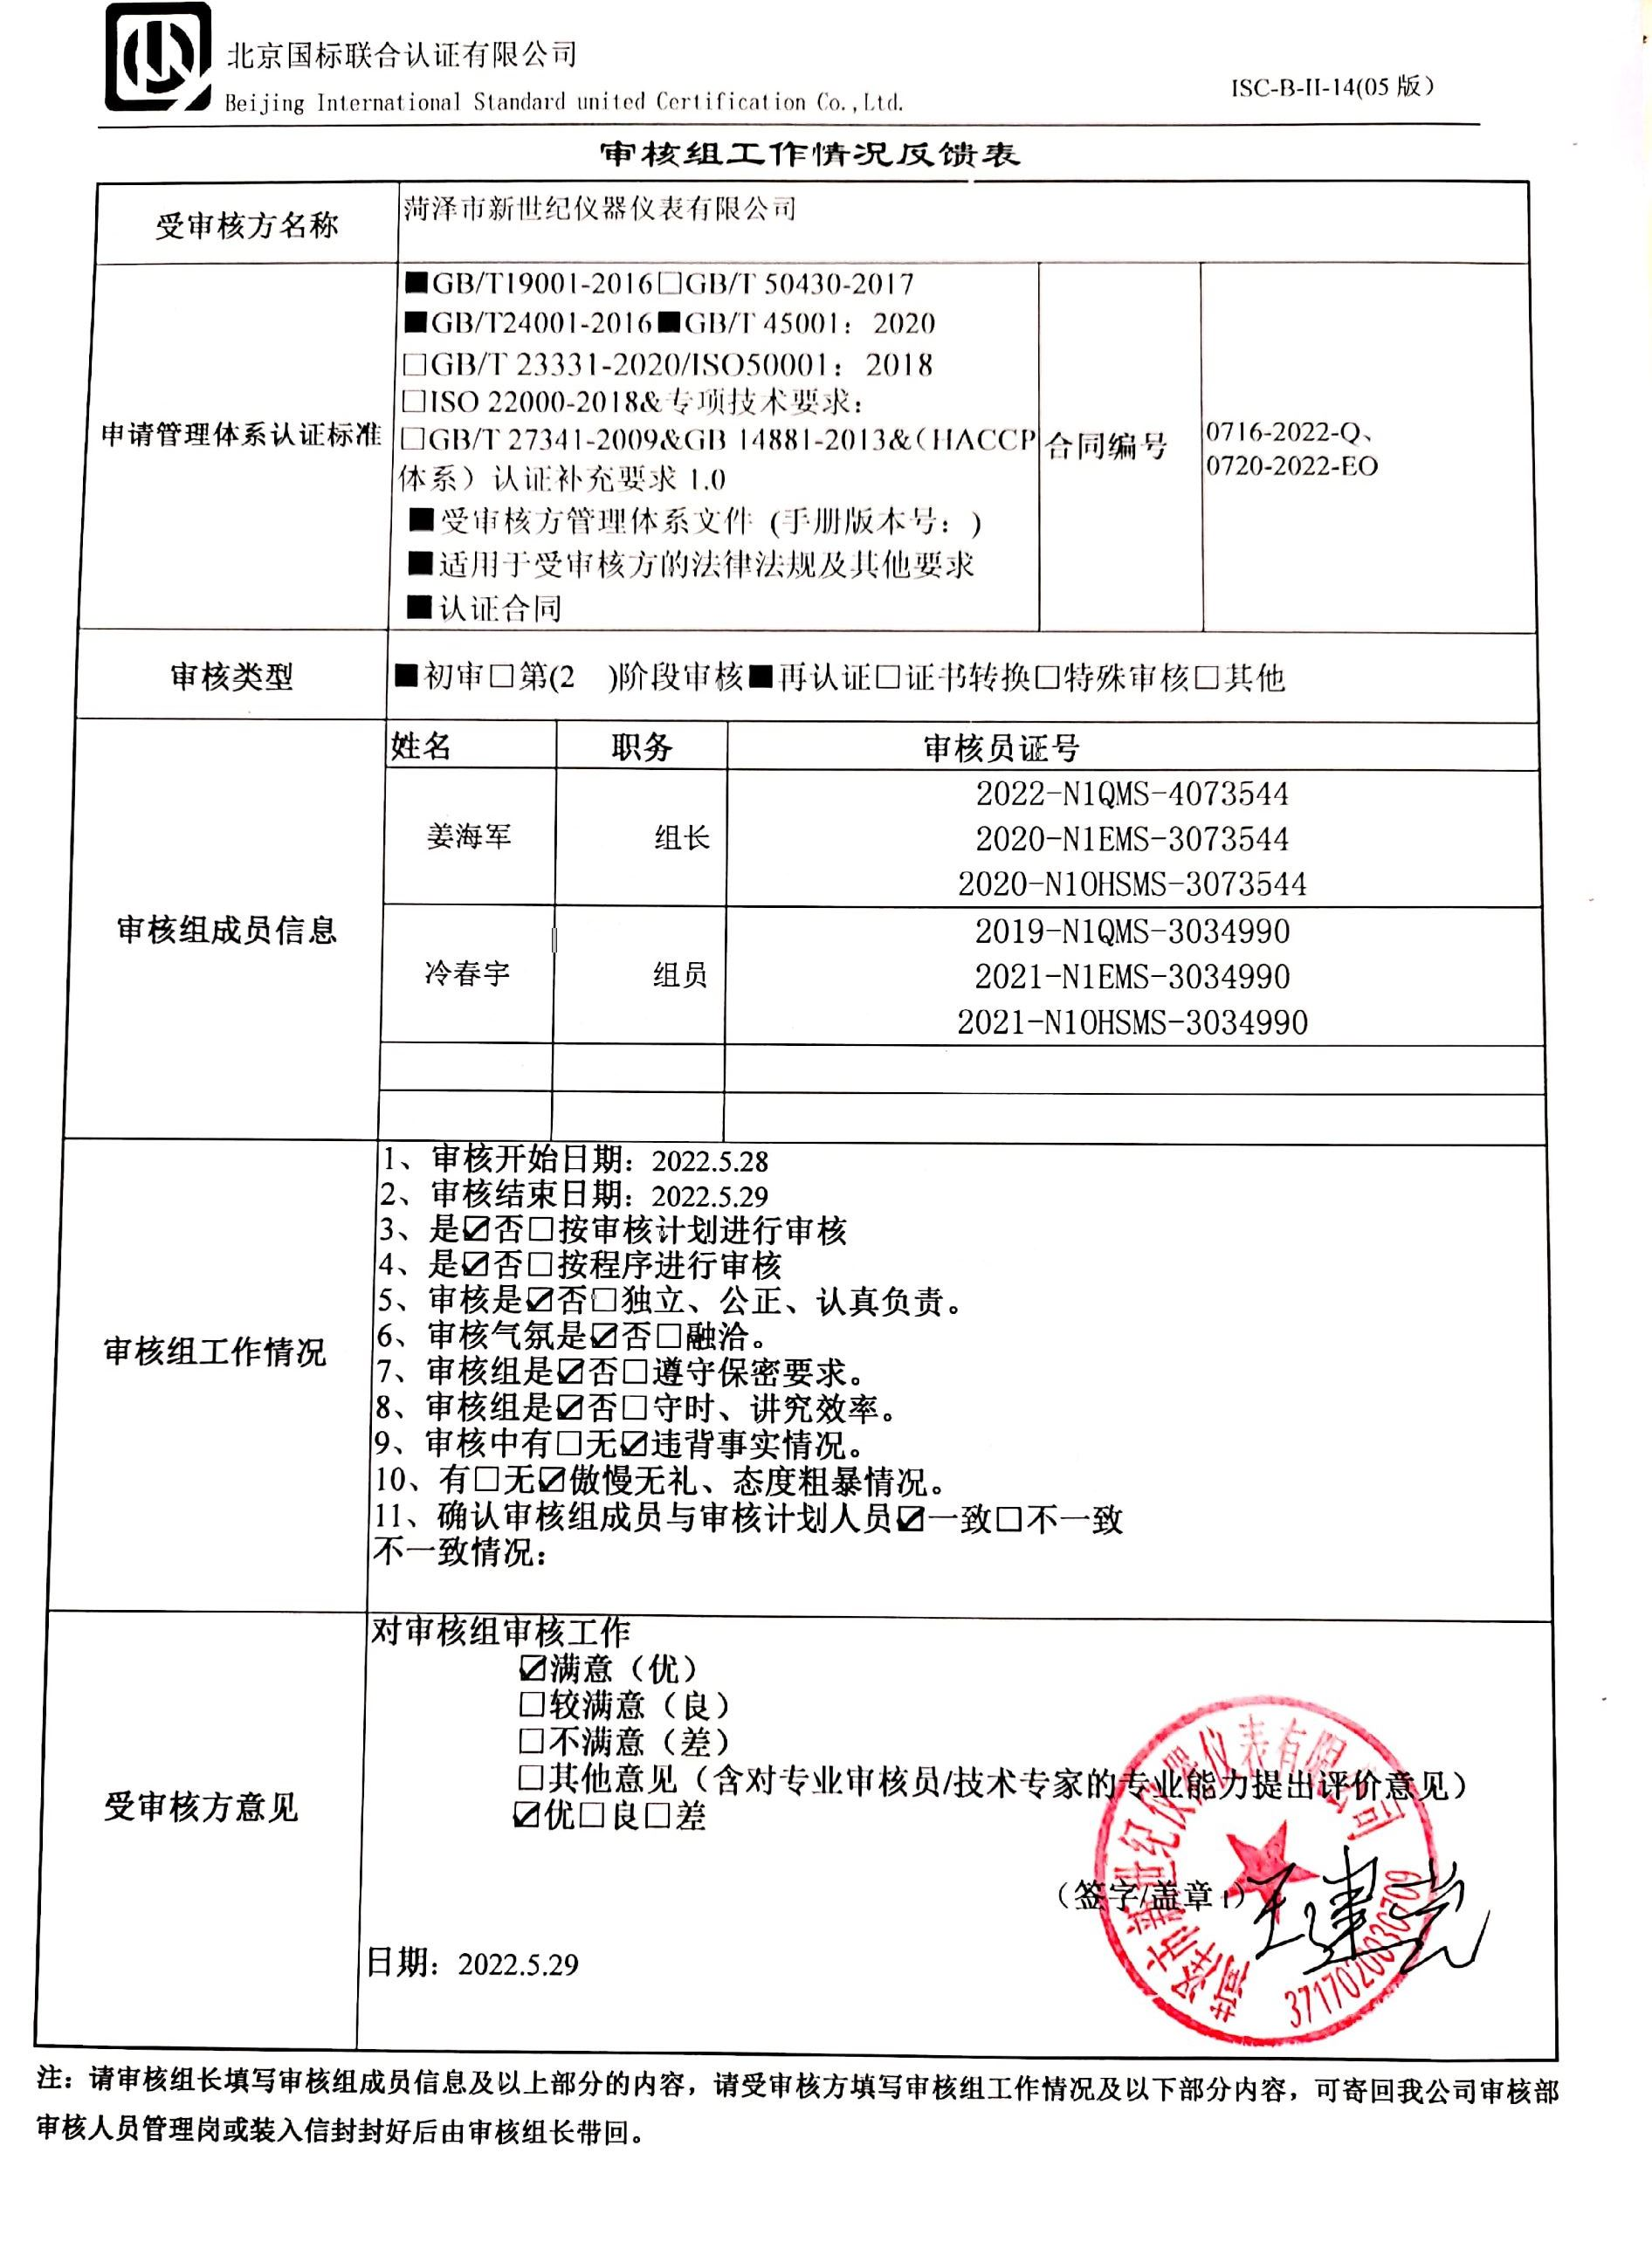 北京国标联合认证有限公司
Beijing International Standard united Certification Co.,Ltd.
ISC-B-II-14(05版）
审核组工作情况反馈表
受审核方名称
菏泽市新世纪仪器仪表有限公司
申请管理体系认证标准
■GB/T19001-2016□GB/T 50430-2017
■GB/T24001-2016■GB/T 45001：2020
□GB/T 23331-2020/ISO50001：2018
□ISO 22000-2018&专项技术要求：
□GB/T 27341-2009&GB 14881-2013&（HACCP
体系）认证补充要求 1.0
■受审核方管理体系文件（手册版本号：）
■适用于受审核方的法律法规及其他要求
■认证合同
合同编号
0716-2022-Q、
0720-2022-EO
审核类型
■初审□第(2 )阶段审核■再认证□证书转换□特殊审核□其他
审核组成员信息
姓名 职务 审核员证号
姜海军 组长
2022-N1QMS-4073544
2020-N1EMS-3073544
2020-N1OHSMS-3073544
冷春宇 组员
2019-N1QMS-3034990
2021-N1EMS-3034990
2021-N1OHSMS-3034990
审核组工作情况
1、审核开始日期：2022.5.28
2、审核结束日期：2022.5.29
3、是☑否□按审核计划进行审核
4、是☑否□按程序进行审核
5、审核是☑否□独立、公正、认真负责。
6、审核气氛是☑否□融洽。
7、审核组是☑否□遵守保密要求。
8、审核组是☑否□守时、讲究效率。
9、审核中有□无☑违背事实情况。
10、有□无☑傲慢无礼、态度粗暴情况。
11、确认审核组成员与审核计划人员☑一致□不一致
不一致情况：
受审核方意见
对审核组审核工作
☑满意（优）
□较满意（良）
□不满意（差）
□其他意见（含对专业审核员/技术专家的专业能力提出评价意见）
☑优□良□差
（签字/盖章）
菏泽市新世纪仪器仪表有限公司
3717020030709
日期：2022.5.29
注：请审核组长填写审核组成员信息及以上部分的内容，请受审核方填写审核组工作情况及以下部分内容，可寄回我公司审核部
审核人员管理岗或装入信封封好后由审核组长带回。